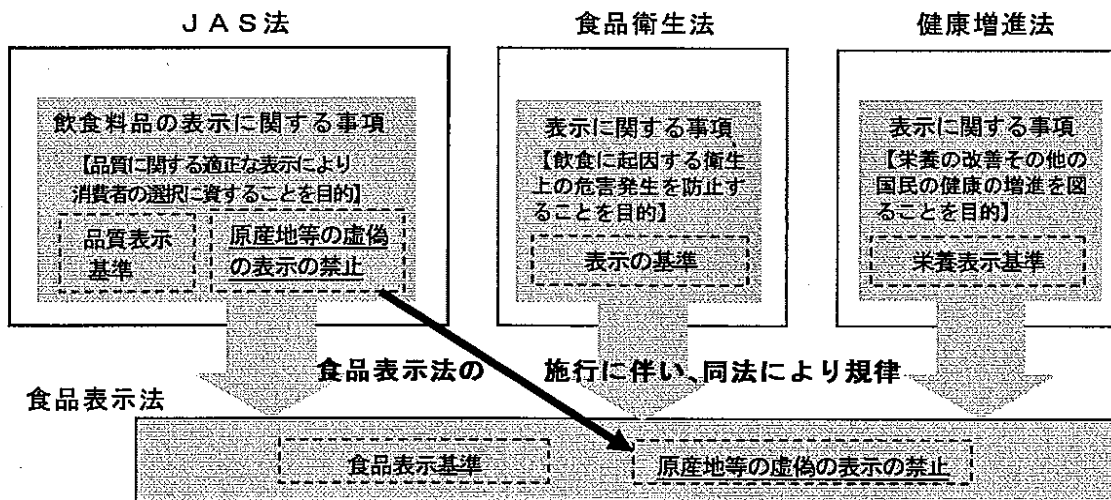 ＪＡＳ法
食品衛生法
健康増進法
飲食料品の表示に関する事項
【品質に関する適正な表示により
消費者の選択に資することを目的】
品質表示
基準
原産地等の虚偽
の表示の禁止
表示に関する事項
【飲食に起因する衛生
上の危害発生を防止す
ることを目的】
表示の基準
表示に関する事項
【栄養の改善その他の
国民の健康の増進を図
ることを目的】
栄養表示基準
食品表示法の 施行に伴い、同法により規律
食品表示法
食品表示基準
原産地等の虚偽の表示の禁止